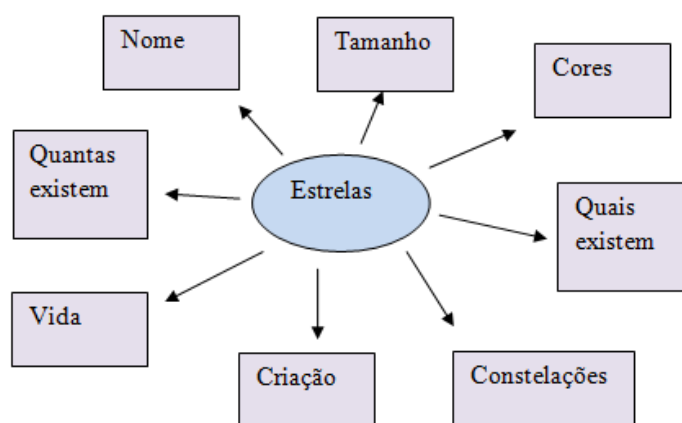 Nome
Tamanho
Cores
Quantas
existem
Estrelas
Quais
existem
Vida
Criação
Constelações